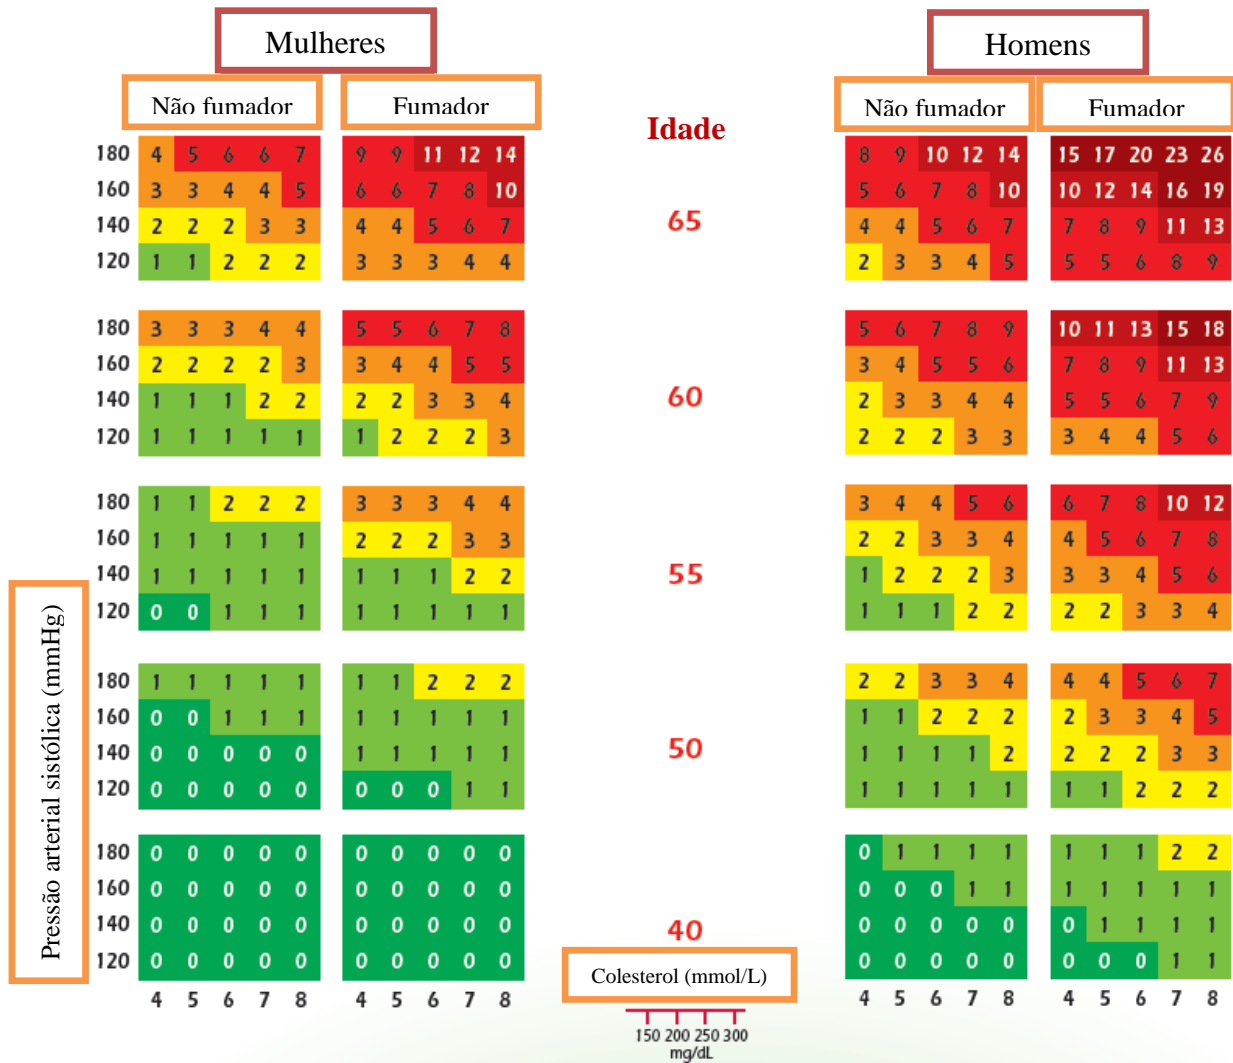 Mulheres Homens
Não fumador Fumador Idade Não fumador Fumador
180 4 5 6 6 7 9 9 11 12 14 8 9 10 12 14 15 17 20 23 26
160 3 3 4 4 5 6 6 7 8 10 5 6 7 8 10 10 12 14 16 19
65
140 2 2 2 3 3 4 4 5 6 7 4 4 5 6 7 7 8 9 11 13
120 1 1 2 2 2 3 3 3 4 4 2 3 3 4 5 5 5 6 8 9
180 3 3 3 4 4 5 5 6 7 8 5 6 7 8 9 10 11 13 15 18
160 2 2 2 2 3 3 4 4 5 5 3 4 5 5 6 7 8 9 11 13
60
140 1 1 1 2 2 2 2 3 3 4 2 3 3 4 4 5 5 6 7 9
120 1 1 1 1 1 1 2 2 2 3 2 2 2 3 3 3 4 4 5 6
180 1 1 2 2 2 3 3 3 4 4 3 4 4 5 6 6 7 8 10 12
160 1 1 1 1 1 2 2 2 3 3 2 2 3 3 4 4 5 6 7 8
55
140 1 1 1 1 1 1 1 1 2 2 1 2 2 2 3 3 3 4 5 6
120 0 0 1 1 1 1 1 1 1 1 1 1 1 2 2 2 2 3 3 4
180 1 1 1 1 1 1 1 2 2 2 2 2 3 3 4 4 4 5 6 7
160 0 0 1 1 1 1 1 1 1 1 1 1 2 2 2 2 3 3 4 5
50
140 0 0 0 0 0 1 1 1 1 1 1 1 1 1 2 2 2 2 3 3
120 0 0 0 0 0 0 0 0 1 1 1 1 1 1 1 1 1 2 2 2
180 0 0 0 0 0 0 0 0 0 0 0 1 1 1 1 1 1 1 2 2
160 0 0 0 0 0 0 0 0 0 0 0 0 0 1 1 1 1 1 1 1
40
140 0 0 0 0 0 0 0 0 0 0 0 0 0 0 0 0 1 1 1 1
120 0 0 0 0 0 0 0 0 0 0 0 0 0 0 0 0 0 0 1 1
4 5 6 7 8 4 5 6 7 8 4 5 6 7 8 4 5 6 7 8
Pressão arterial sistólica (mmHg)
Colesterol (mmol/L)
150 200 250 300
mg/dL